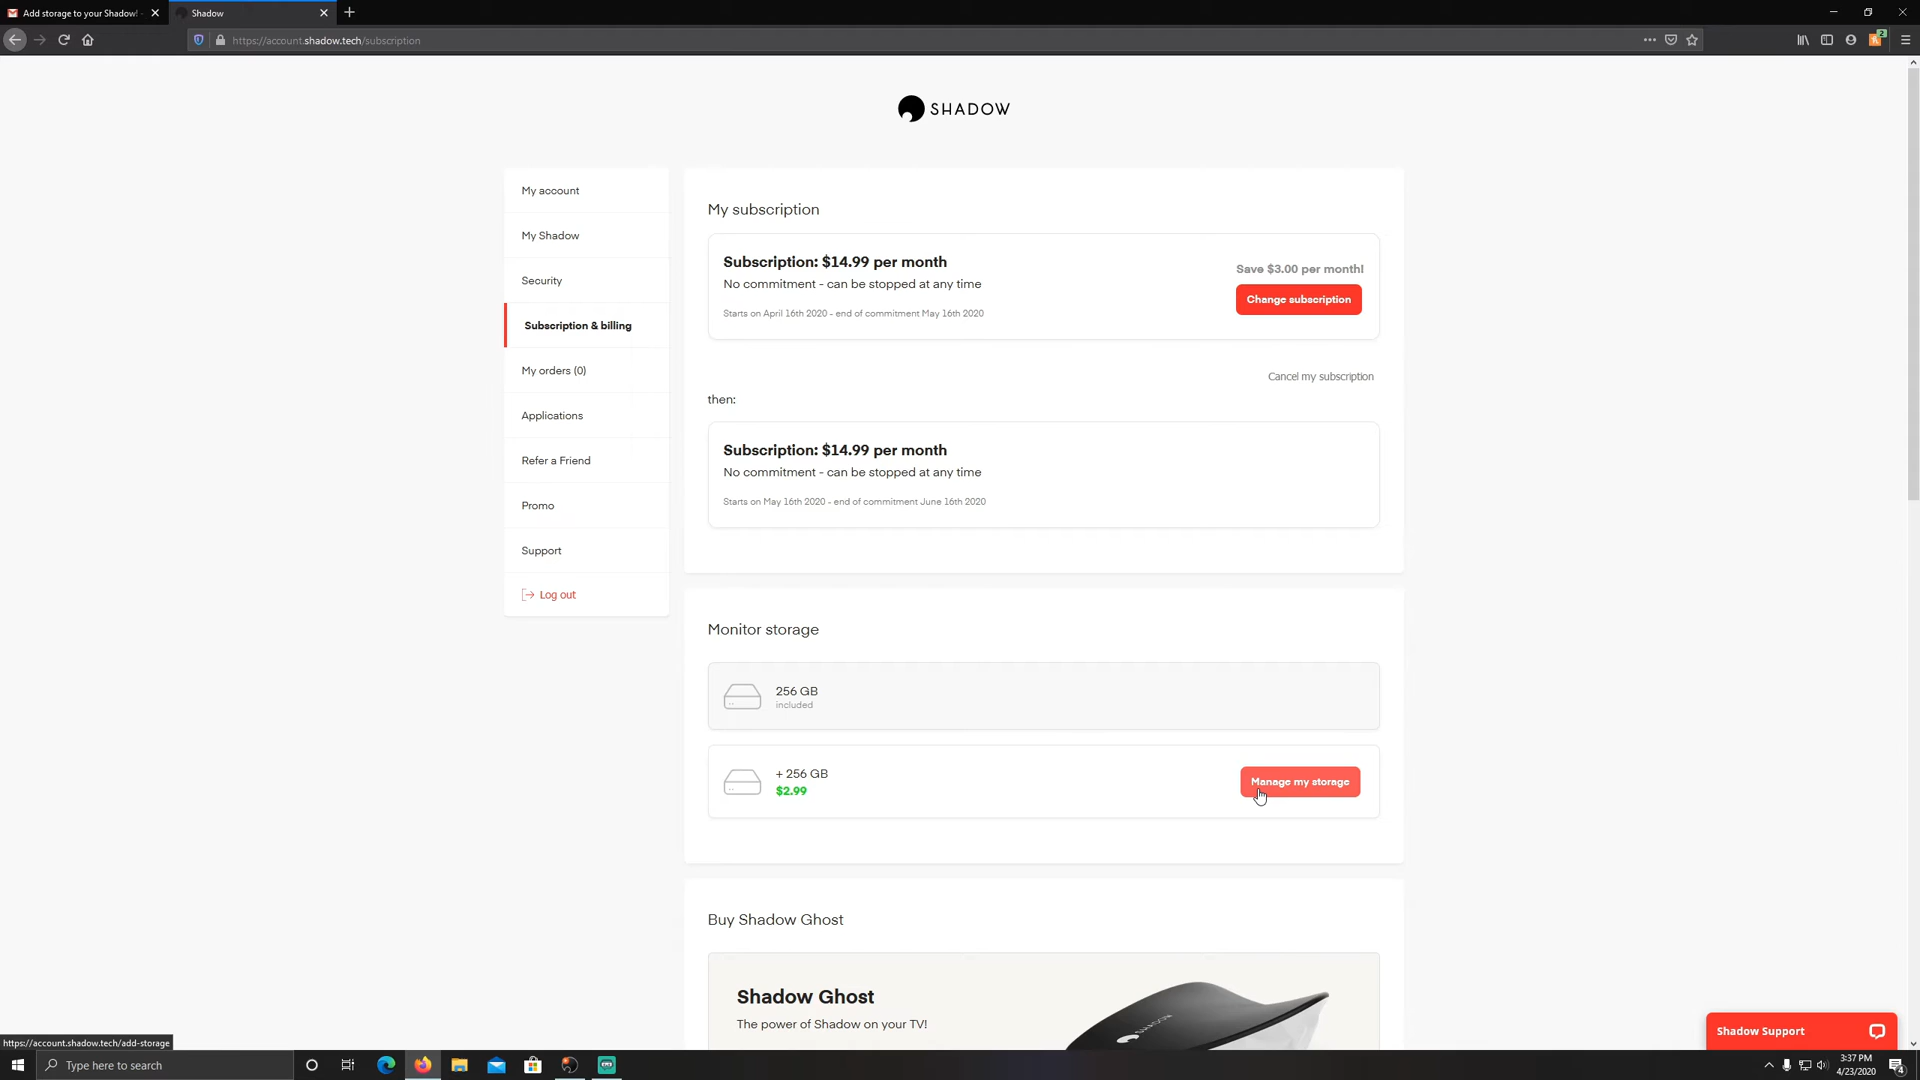 Add storage to your Shadow! -
Shadow
https://account.shadow.tech/subscription
2
SHADOW
My account
My Shadow
Security
Subscription & billing
My orders (0)
Applications
Refer a Friend
Promo
Support
Log out
My subscription
Subscription: $14.99 per month
No commitment - can be stopped at any time
Starts on April 16th 2020 - end of commitment May 16th 2020
Save $3.00 per month!
Change subscription
Cancel my subscription
then:
Subscription: $14.99 per month
No commitment - can be stopped at any time
Starts on May 16th 2020 - end of commitment June 16th 2020
Monitor storage
256 GB
included
+ 256 GB
$2.99
Manage my storage
Buy Shadow Ghost
Shadow Ghost
The power of Shadow on your TV!
SHADOW
Shadow Support
https://account.shadow.tech/add-storage
Type here to search
3:37 PM
4/23/2020
4